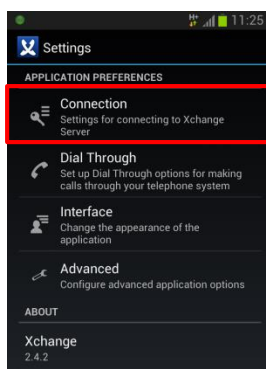 H+ 11:25
Settings
APPLICATION PREFERENCES
Connection
Settings for connecting to Xchange
Server
Dial Through
Set up Dial Through options for making
calls through your telephone system
Interface
Change the appearance of the
application
Advanced
Configure advanced application options
ABOUT
Xchange
2.4.2